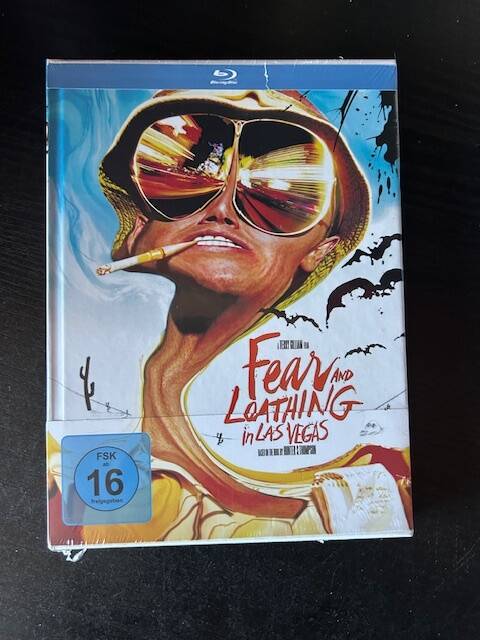 Blu-ray Disc
A TERRY GILLIAM FILM
Fear AND
LOATHING
in LAS VEGAS
BASED ON THE BOOK BY HUNTER S THOMPSON
FSK
ab
16
freigegeben